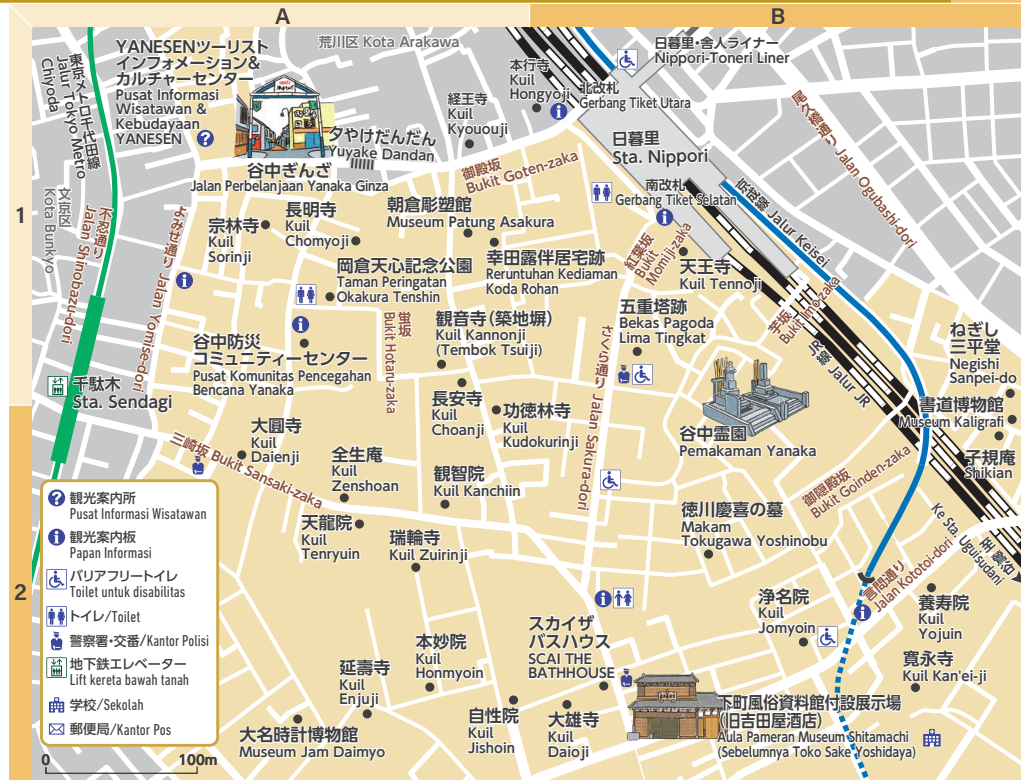 A
B
1
2
YANESENツーリスト
インフォメーション&
カルチャーセンター
Pusat Informasi
Wisatawan &
Kebudayaan
YANESEN
荒川区 Kota Arakawa
東京メトロ千代田線
Jalur Tokyo Metro
Chiyoda
文京区
Kota Bunkyo
不忍通り
Jalan Shinobazu-dori
よみせ通り Jalan Yomise-dori
夕やけだんだん
Yuyake Dandan
谷中ぎんざ
Jalan Perbelanjaan Yanaka Ginza
経王寺
Kuil
Kyououji
本行寺
Kuil
Hongyoji
北改札
Gerbang Tiket Utara
日暮里・舎人ライナー
Nippori-Toneri Liner
日暮里
Sta. Nippori
南改札
Gerbang Tiket Selatan
尾久橋通り Jalan Ogubashi-dori
京成線 Jalur Keisei
御殿坂
Bukit Goten-zaka
紅葉坂
Bukit
Momiji-zaka
宗林寺
Kuil
Sorinji
長明寺
Kuil
Chomyoji
朝倉彫塑館
Museum Patung Asakura
岡倉天心記念公園
Taman Peringatan
Okakura Tenshin
幸田露伴居宅跡
Reruntuhan Kediaman
Koda Rohan
天王寺
Kuil Tennoji
五重塔跡
Bekas Pagoda
Lima Tingkat
芋坂
Bukit Imo-zaka
JR線 Jalur JR
蛍坂
Bukit Hotaru-zaka
観音寺(築地塀)
Kuil Kannonji
(Tembok Tsuiji)
谷中防災
コミュニティーセンター
Pusat Komunitas Pencegahan
Bencana Yanaka
さくら通り Jalan Sakura-dori
ねぎし
三平堂
Negishi
Sanpei-do
千駄木
Sta. Sendagi
長安寺
Kuil
Choanji
功徳林寺
Kuil
Kudokurinji
谷中霊園
Pemakaman Yanaka
書道博物館
Museum Kaligrafi
子規庵
Shikian
三崎坂 Bukit Sansaki-zaka
大圓寺
Kuil
Daienji
全生庵
Kuil
Zenshoan
観智院
Kuil Kanchiin
御隠殿坂
Bukit Goinden-zaka
至 鶯谷
Ke Sta. Uguisudani
天龍院
Kuil
Tenryuin
瑞輪寺
Kuil Zuirinji
徳川慶喜の墓
Makam
Tokugawa Yoshinobu
言問通り
Jalan Kototoi-dori
浄名院
Kuil
Jomyoin
養寿院
Kuil
Yojuin
寛永寺
Kuil Kan'ei-ji
スカイザ
バスハウス
SCAI THE
BATHHOUSE
本妙院
Kuil
Honmyoin
延壽寺
Kuil
Enjuji
自性院
Kuil
Jishoin
大雄寺
Kuil
Daioji
大名時計博物館
Museum Jam Daimyo
下町風俗資料館付設展示場
(旧吉田屋酒店)
Aula Pameran Museum Shitamachi
(Sebelumnya Toko Sake Yoshidaya)
観光案内所
Pusat Informasi Wisatawan
観光案内板
Papan Informasi
バリアフリートイレ
Toilet untuk disabilitas
トイレ/Toilet
警察署・交番/Kantor Polisi
地下鉄エレベーター
Lift kereta bawah tanah
学校/Sekolah
郵便局/Kantor Pos
0 100m